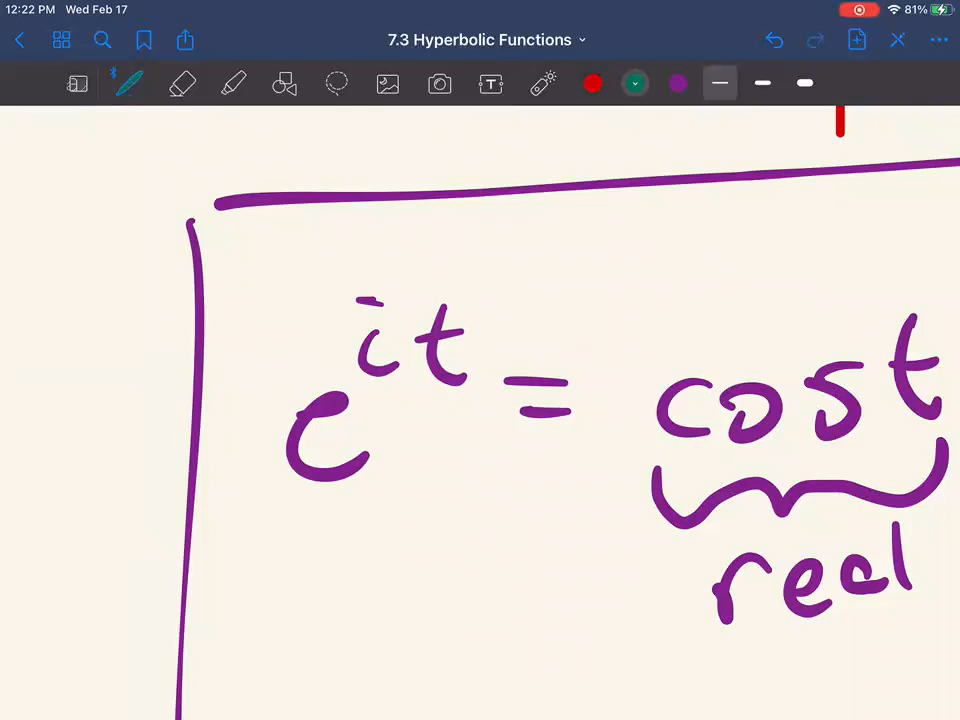 12:22 PM Wed Feb 17
81%
7.3 Hyperbolic Functions
T
e^{it} = cost
real